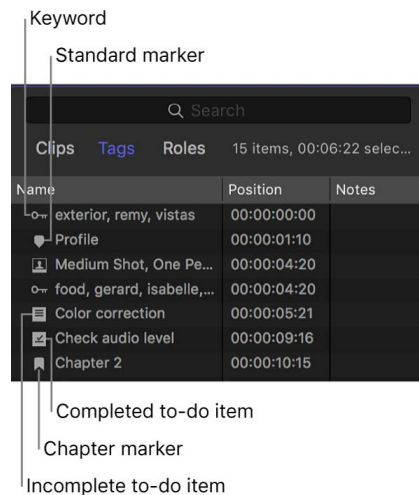 Keyword
Standard marker
Search
Clips Tags Roles 15 items, 00:06:22 selec...
Name Position Notes
exterior, remy, vistas 00:00:00:00
Profile 00:00:01:10
Medium Shot, One Pe... 00:00:04:20
food, gerard, isabelle,... 00:00:04:20
Color correction 00:00:05:21
Check audio level 00:00:09:16
Chapter 2 00:00:10:15
Completed to-do item
Chapter marker
Incomplete to-do item